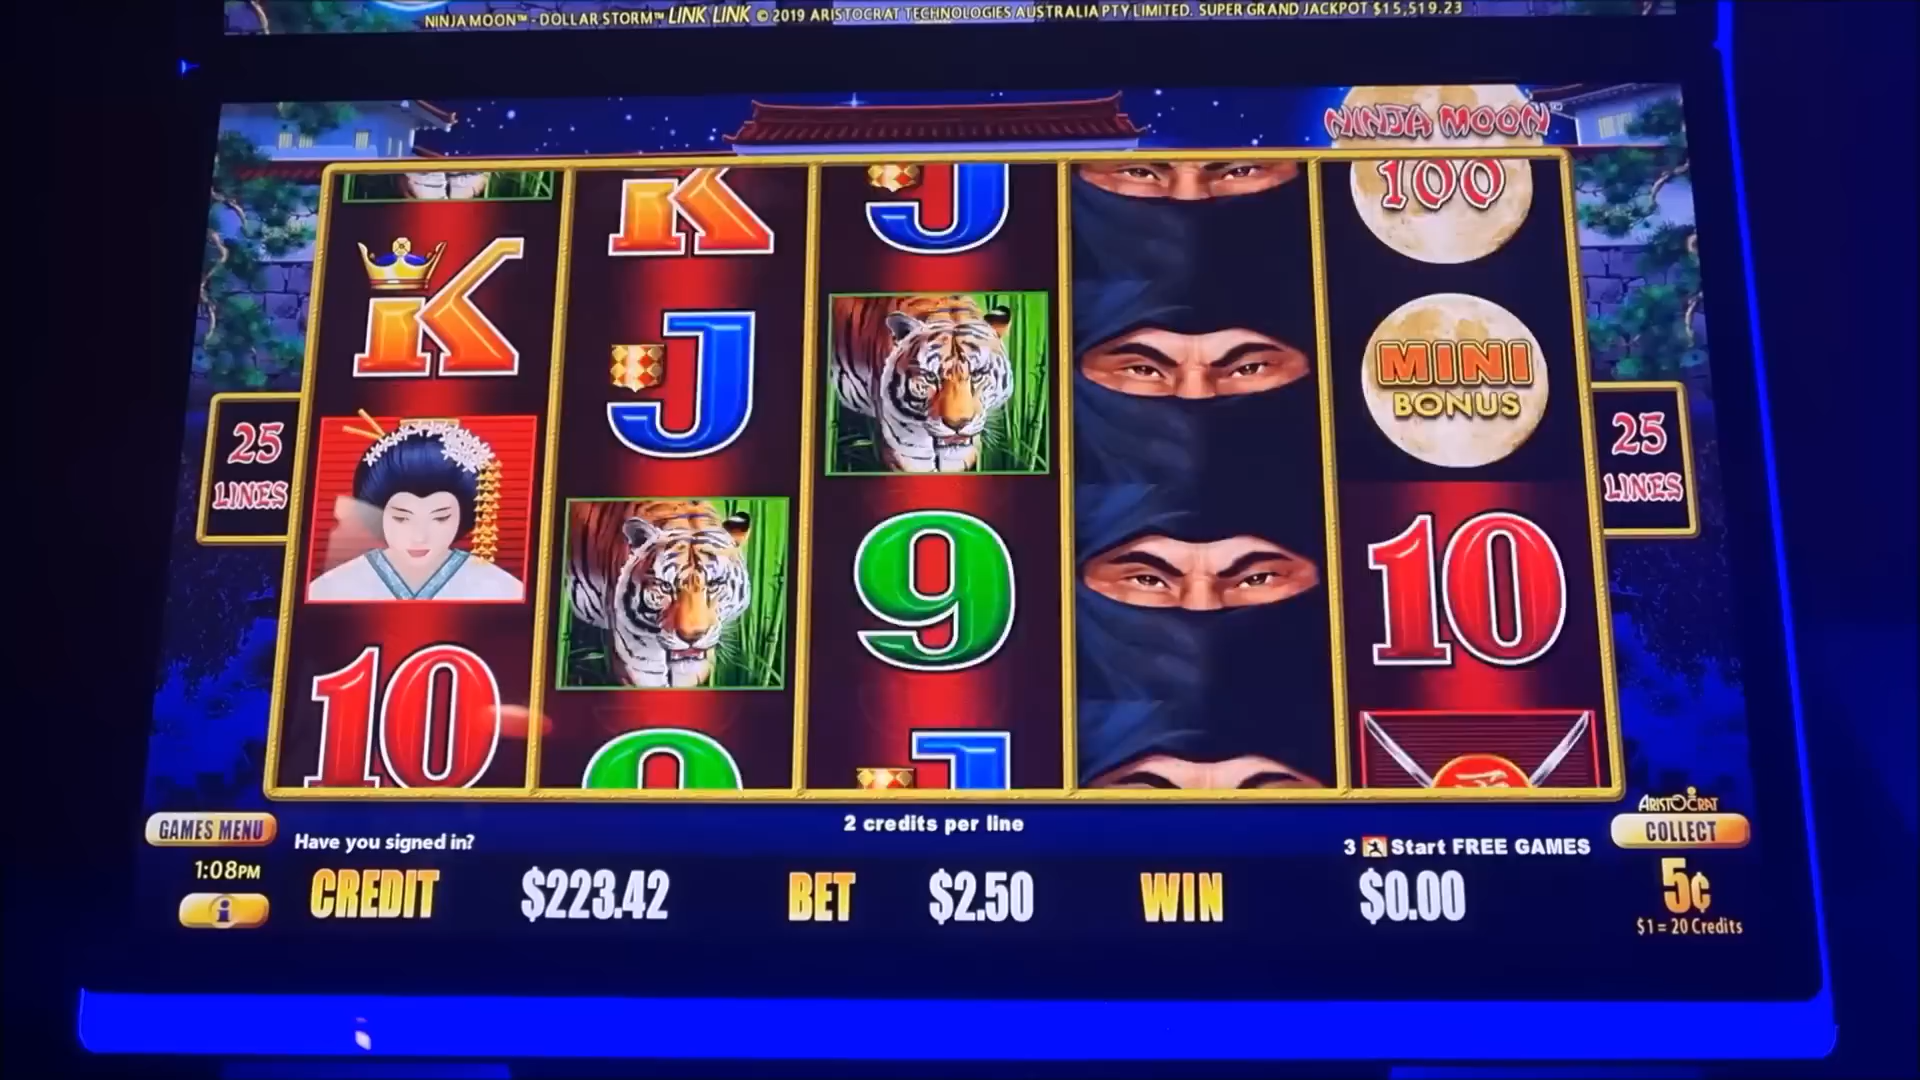 NINJA MOON™ - DOLLAR STORM™ LINK LINK © 2019 ARISTOCRAT TECHNOLOGIES AUSTRALIA PTY LIMITED. SUPER GRAND JACKPOT $15,519.23
NINJA MOON™
K
K
J
100
J
MINI
BONUS
25
LINES
25
LINES
9
10
10
9
J
ARISTOCRAT
GAMES MENU
Have you signed in?
2 credits per line
3 Start FREE GAMES
COLLECT
1:08PM
i
CREDIT
$223.42
BET
$2.50
WIN
$0.00
5¢
$1 = 20 Credits